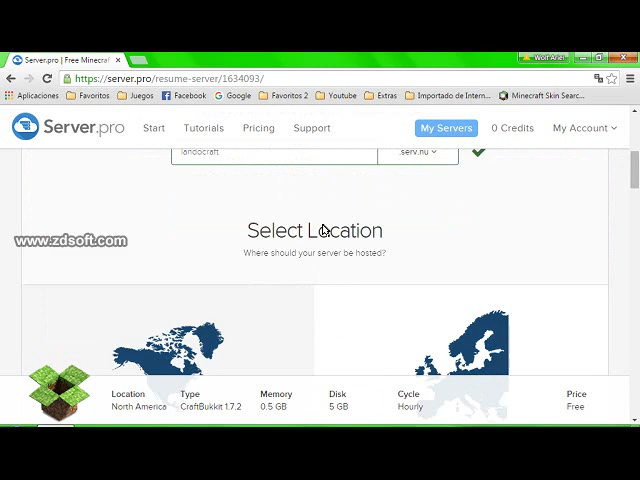 Server.pro | Free Minecraf
Wolf Ariel
https://server.pro/resume-server/1634093/
Aplicaciones Favoritos Juegos Facebook Google Favoritos 2 Youtube Extras Importado de Intern... Minecraft Skin Searc...
Server.pro Start Tutorials Pricing Support My Servers 0 Credits My Account
landocraft .serv.nu
Select Location
www.zdsoft.com
Where should your server be hosted?
Location Type Memory Disk Cycle Price
North America CraftBukkit 1.7.2 0.5 GB 5 GB Hourly Free